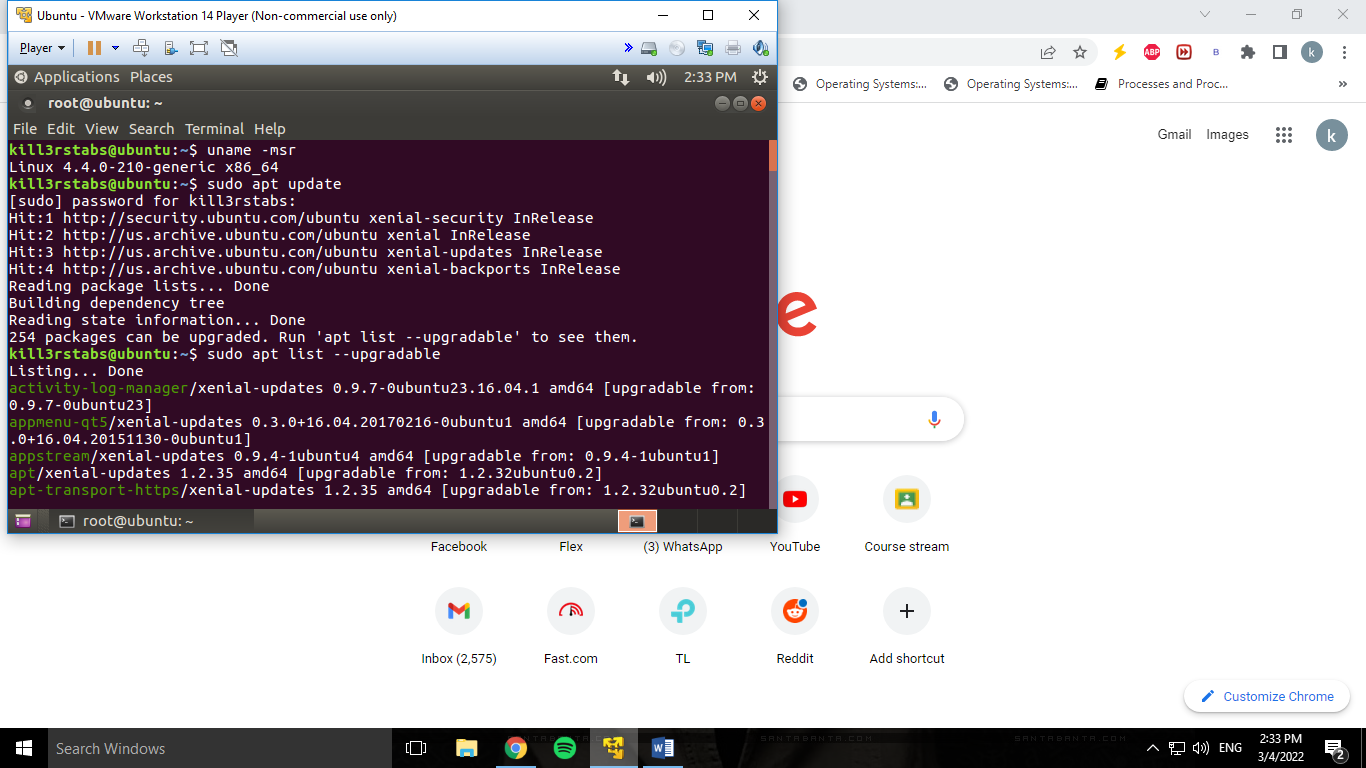 Ubuntu - VMware Workstation 14 Player (Non-commercial use only)
Player
Applications Places 2:33 PM
root@ubuntu: ~
File Edit View Search Terminal Help
kill3rstabs@ubuntu:~$ uname -msr
Linux 4.4.0-210-generic x86_64
kill3rstabs@ubuntu:~$ sudo apt update
[sudo] password for kill3rstabs:
Hit:1 http://security.ubuntu.com/ubuntu xenial-security InRelease
Hit:2 http://us.archive.ubuntu.com/ubuntu xenial InRelease
Hit:3 http://us.archive.ubuntu.com/ubuntu xenial-updates InRelease
Hit:4 http://us.archive.ubuntu.com/ubuntu xenial-backports InRelease
Reading package lists... Done
Building dependency tree
Reading state information... Done
254 packages can be upgraded. Run 'apt list --upgradable' to see them.
kill3rstabs@ubuntu:~$ sudo apt list --upgradable
Listing... Done
activity-log-manager/xenial-updates 0.9.7-0ubuntu23.16.04.1 amd64 [upgradable from:
0.9.7-0ubuntu23]
appmenu-qt5/xenial-updates 0.3.0+16.04.20170216-0ubuntu1 amd64 [upgradable from: 0.3
.0+16.04.20151130-0ubuntu1]
appstream/xenial-updates 0.9.4-1ubuntu4 amd64 [upgradable from: 0.9.4-1ubuntu1]
apt/xenial-updates 1.2.35 amd64 [upgradable from: 1.2.32ubuntu0.2]
apt-transport-https/xenial-updates 1.2.35 amd64 [upgradable from: 1.2.32ubuntu0.2]
root@ubuntu: ~
ABP B k
Operating Systems:... Operating Systems:... Processes and Proc... »
Gmail Images k
e
Facebook Flex (3) WhatsApp YouTube Course stream
Inbox (2,575) Fast.com TL Reddit Add shortcut
Customize Chrome
Search Windows
SANTABANTA.COM SANTABANTA.COM
ENG
2:33 PM
3/4/2022
2